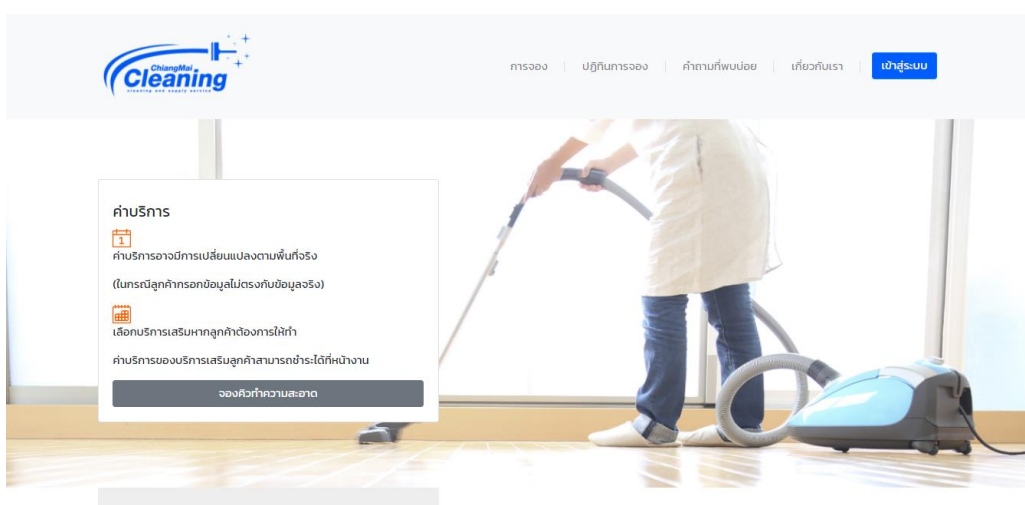 ChiangMai
Cleaning
cleaning and supply service
การจอง
ปฏิทินการจอง
คำถามที่พบบ่อย
เกี่ยวกับเรา
เข้าสู่ระบบ
ค่าบริการ
1
ค่าบริการอาจมีการเปลี่ยนแปลงตามพื้นที่จริง
(ในกรณีลูกค้ากรอกข้อมูลไม่ตรงกับข้อมูลจริง)
เลือกบริการเสริมหากลูกค้าต้องการให้ทำ
ค่าบริการของบริการเสริมลูกค้าสามารถชำระได้ที่หน้างาน
จองคิวทำความสะอาด